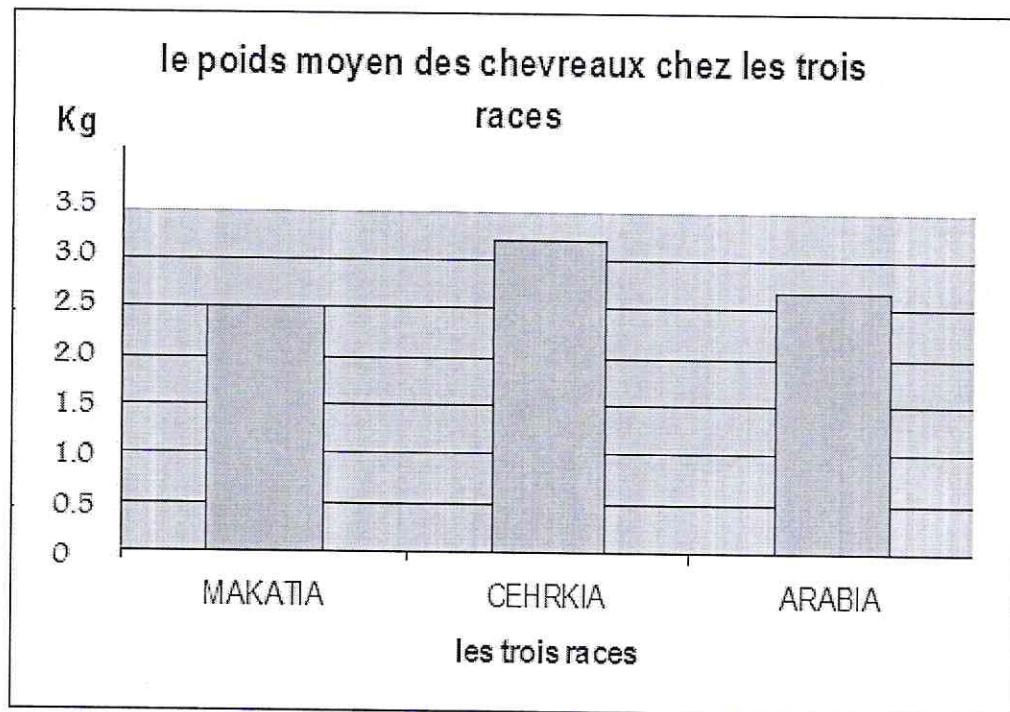 le poids moyen des chevreaux chez les trois
races
Kg
3.5
3.0
2.5
2.0
1.5
1.0
0.5
0
MAKATIA
CEHRKIA
ARABIA
les trois races